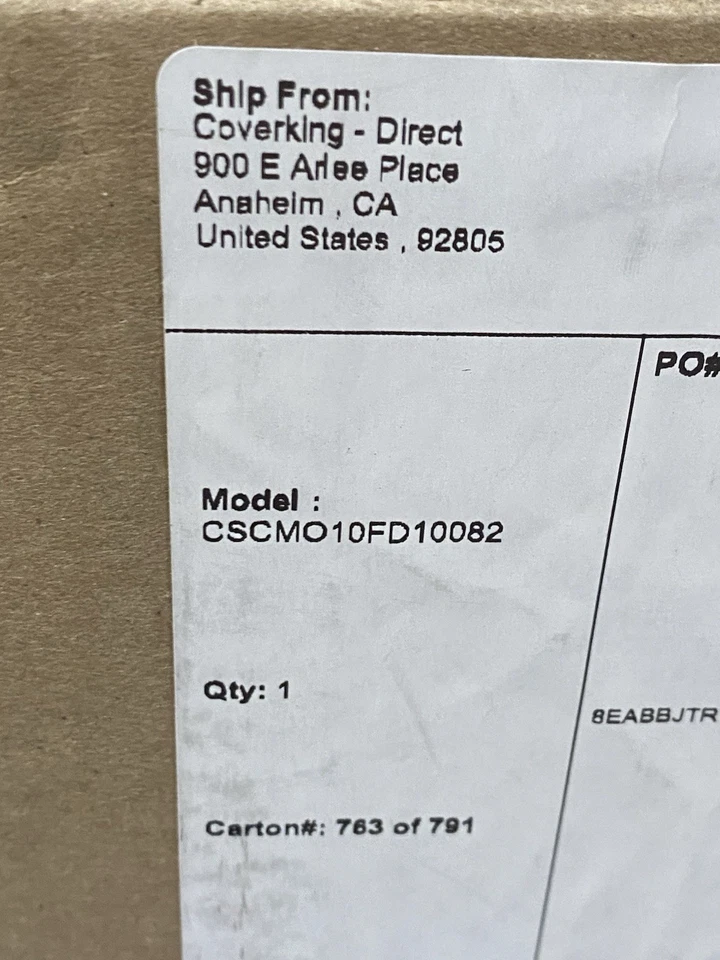 Ship From:
Coverking - Direct
900 E Arlee Place
Anaheim , CA
United States , 92805
PO#
Model :
CSCMO10FD10082
Qty: 1
8EABBJTR
Carton#: 763 of 791